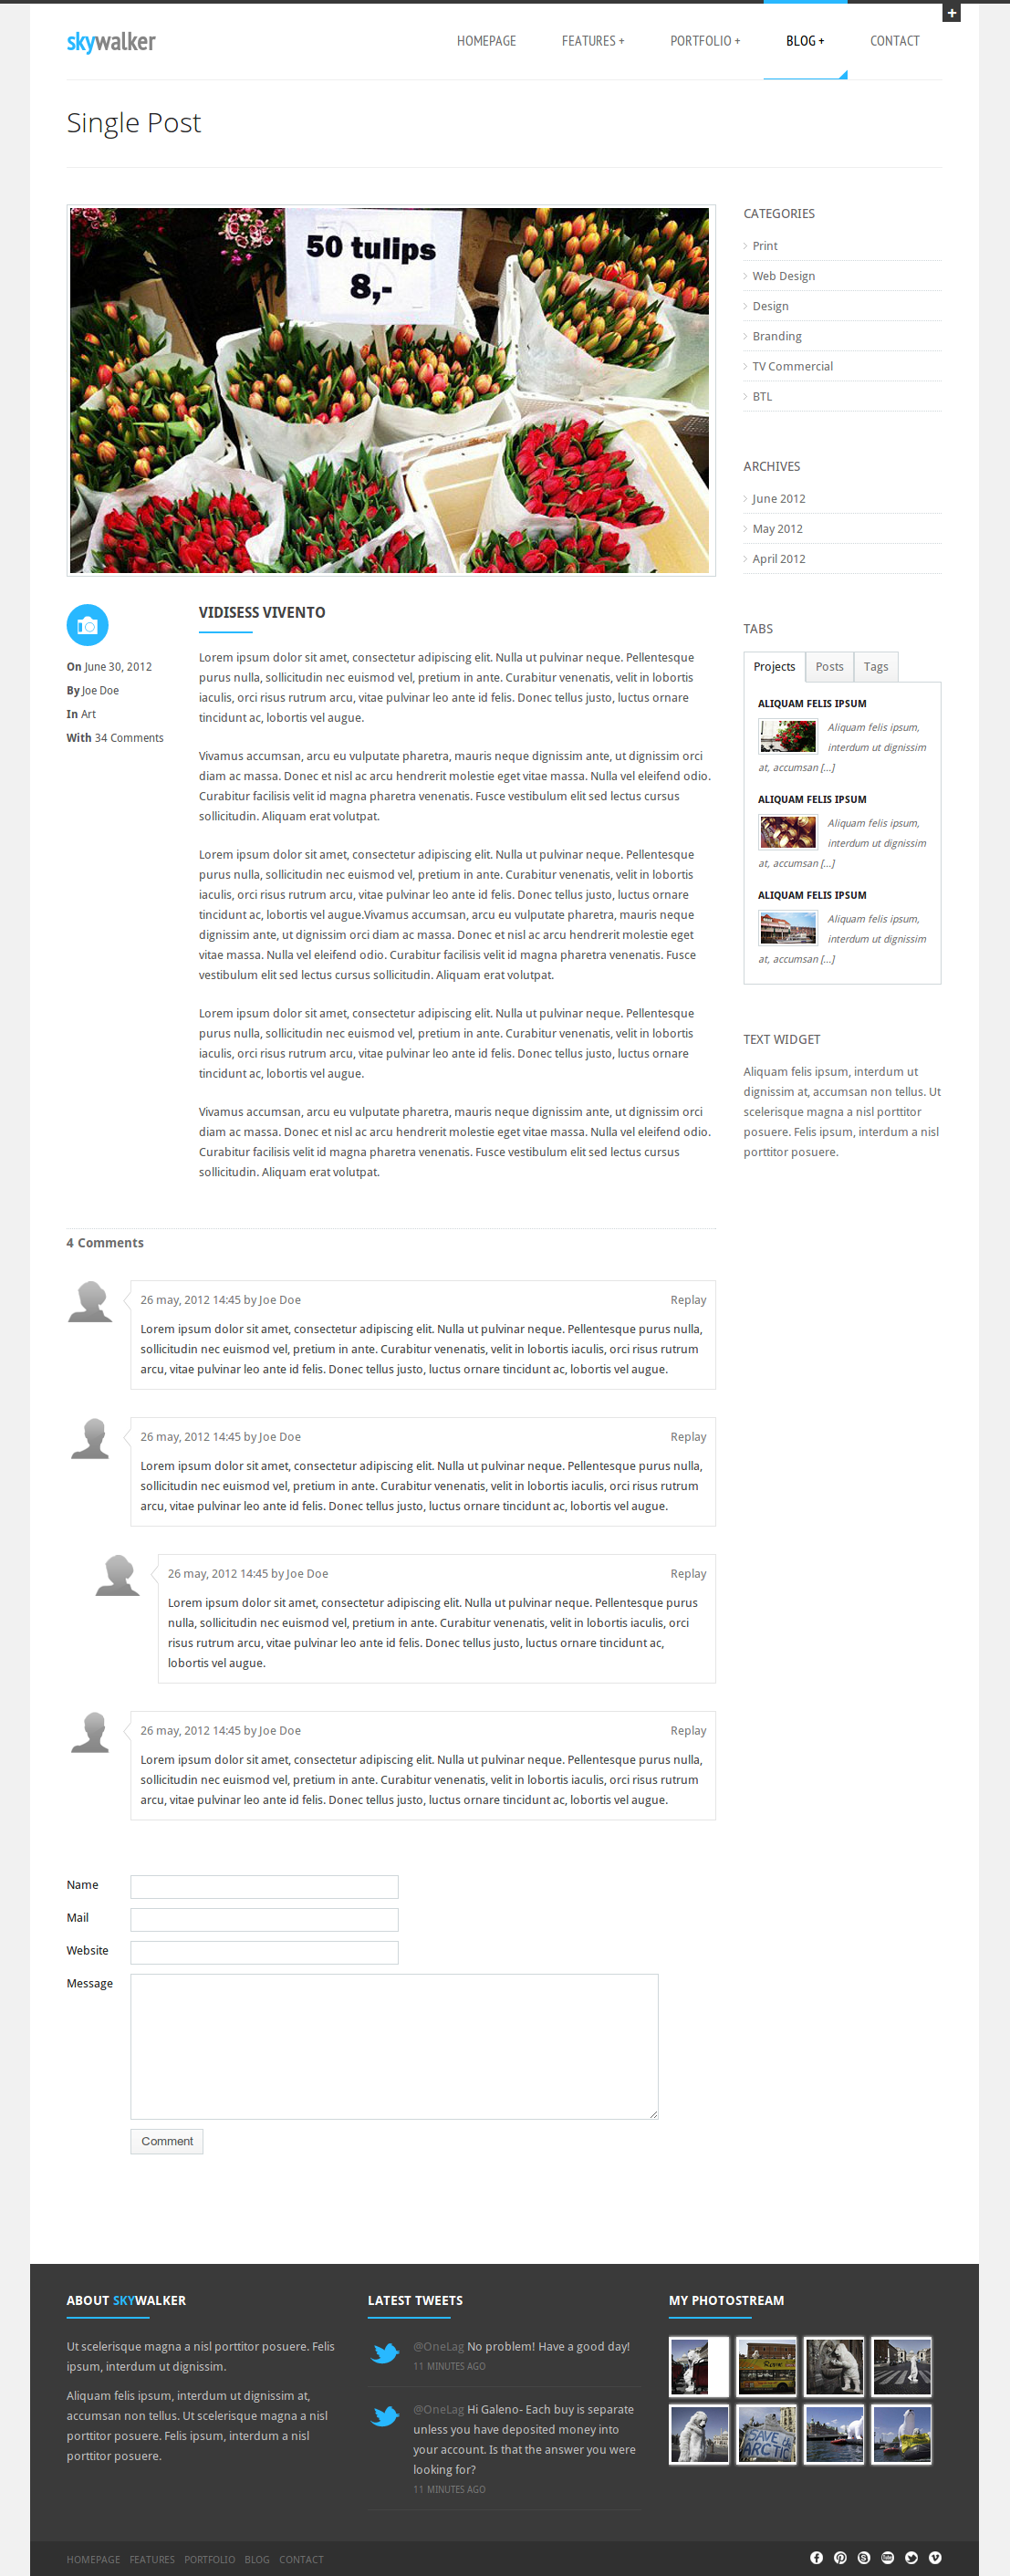 skywalker
HOMEPAGE
FEATURES +
PORTFOLIO +
BLOG +
CONTACT
+
Single Post
50 tulips
8,-
On June 30, 2012
By Joe Doe
In Art
With 34 Comments
VIDISESS VIVENTO
Lorem ipsum dolor sit amet, consectetur adipiscing elit. Nulla ut pulvinar neque. Pellentesque
purus nulla, sollicitudin nec euismod vel, pretium in ante. Curabitur venenatis, velit in lobortis
iaculis, orci risus rutrum arcu, vitae pulvinar leo ante id felis. Donec tellus justo, luctus ornare
tincidunt ac, lobortis vel augue.
Vivamus accumsan, arcu eu vulputate pharetra, mauris neque dignissim ante, ut dignissim orci
diam ac massa. Donec et nisl ac arcu hendrerit molestie eget vitae massa. Nulla vel eleifend odio.
Curabitur facilisis velit id magna pharetra venenatis. Fusce vestibulum elit sed lectus cursus
sollicitudin. Aliquam erat volutpat.
Lorem ipsum dolor sit amet, consectetur adipiscing elit. Nulla ut pulvinar neque. Pellentesque
purus nulla, sollicitudin nec euismod vel, pretium in ante. Curabitur venenatis, velit in lobortis
iaculis, orci risus rutrum arcu, vitae pulvinar leo ante id felis. Donec tellus justo, luctus ornare
tincidunt ac, lobortis vel augue.Vivamus accumsan, arcu eu vulputate pharetra, mauris neque
dignissim ante, ut dignissim orci diam ac massa. Donec et nisl ac arcu hendrerit molestie eget
vitae massa. Nulla vel eleifend odio. Curabitur facilisis velit id magna pharetra venenatis. Fusce
vestibulum elit sed lectus cursus sollicitudin. Aliquam erat volutpat.
Lorem ipsum dolor sit amet, consectetur adipiscing elit. Nulla ut pulvinar neque. Pellentesque
purus nulla, sollicitudin nec euismod vel, pretium in ante. Curabitur venenatis, velit in lobortis
iaculis, orci risus rutrum arcu, vitae pulvinar leo ante id felis. Donec tellus justo, luctus ornare
tincidunt ac, lobortis vel augue.
Vivamus accumsan, arcu eu vulputate pharetra, mauris neque dignissim ante, ut dignissim orci
diam ac massa. Donec et nisl ac arcu hendrerit molestie eget vitae massa. Nulla vel eleifend odio.
Curabitur facilisis velit id magna pharetra venenatis. Fusce vestibulum elit sed lectus cursus
sollicitudin. Aliquam erat volutpat.
4 Comments
26 may, 2012 14:45 by Joe Doe
Replay
Lorem ipsum dolor sit amet, consectetur adipiscing elit. Nulla ut pulvinar neque. Pellentesque purus nulla,
sollicitudin nec euismod vel, pretium in ante. Curabitur venenatis, velit in lobortis iaculis, orci risus rutrum
arcu, vitae pulvinar leo ante id felis. Donec tellus justo, luctus ornare tincidunt ac, lobortis vel augue.
26 may, 2012 14:45 by Joe Doe
Replay
Lorem ipsum dolor sit amet, consectetur adipiscing elit. Nulla ut pulvinar neque. Pellentesque purus nulla,
sollicitudin nec euismod vel, pretium in ante. Curabitur venenatis, velit in lobortis iaculis, orci risus rutrum
arcu, vitae pulvinar leo ante id felis. Donec tellus justo, luctus ornare tincidunt ac, lobortis vel augue.
26 may, 2012 14:45 by Joe Doe
Replay
Lorem ipsum dolor sit amet, consectetur adipiscing elit. Nulla ut pulvinar neque. Pellentesque purus
nulla, sollicitudin nec euismod vel, pretium in ante. Curabitur venenatis, velit in lobortis iaculis, orci
risus rutrum arcu, vitae pulvinar leo ante id felis. Donec tellus justo, luctus ornare tincidunt ac,
lobortis vel augue.
26 may, 2012 14:45 by Joe Doe
Replay
Lorem ipsum dolor sit amet, consectetur adipiscing elit. Nulla ut pulvinar neque. Pellentesque purus nulla,
sollicitudin nec euismod vel, pretium in ante. Curabitur venenatis, velit in lobortis iaculis, orci risus rutrum
arcu, vitae pulvinar leo ante id felis. Donec tellus justo, luctus ornare tincidunt ac, lobortis vel augue.
Name
Mail
Website
Message
Comment
CATEGORIES
Print
Web Design
Design
Branding
TV Commercial
BTL
ARCHIVES
June 2012
May 2012
April 2012
TABS
Projects
Posts
Tags
ALIQUAM FELIS IPSUM
Aliquam felis ipsum,
interdum ut dignissim
at, accumsan [...]
ALIQUAM FELIS IPSUM
Aliquam felis ipsum,
interdum ut dignissim
at, accumsan [...]
ALIQUAM FELIS IPSUM
Aliquam felis ipsum,
interdum ut dignissim
at, accumsan [...]
TEXT WIDGET
Aliquam felis ipsum, interdum ut
dignissim at, accumsan non tellus. Ut
scelerisque magna a nisl porttitor
posuere. Felis ipsum, interdum a nisl
porttitor posuere.
ABOUT SKYWALKER
Ut scelerisque magna a nisl porttitor posuere. Felis
ipsum, interdum ut dignissim.
Aliquam felis ipsum, interdum ut dignissim at,
accumsan non tellus. Ut scelerisque magna a nisl
porttitor posuere. Felis ipsum, interdum a nisl
porttitor posuere.
LATEST TWEETS
@OneLag No problem! Have a good day!
11 MINUTES AGO
@OneLag Hi Galeno- Each buy is separate
unless you have deposited money into
your account. Is that the answer you were
looking for?
11 MINUTES AGO
MY PHOTOSTREAM
SAVE
ARCTIC
HOMEPAGE
FEATURES
PORTFOLIO
BLOG
CONTACT